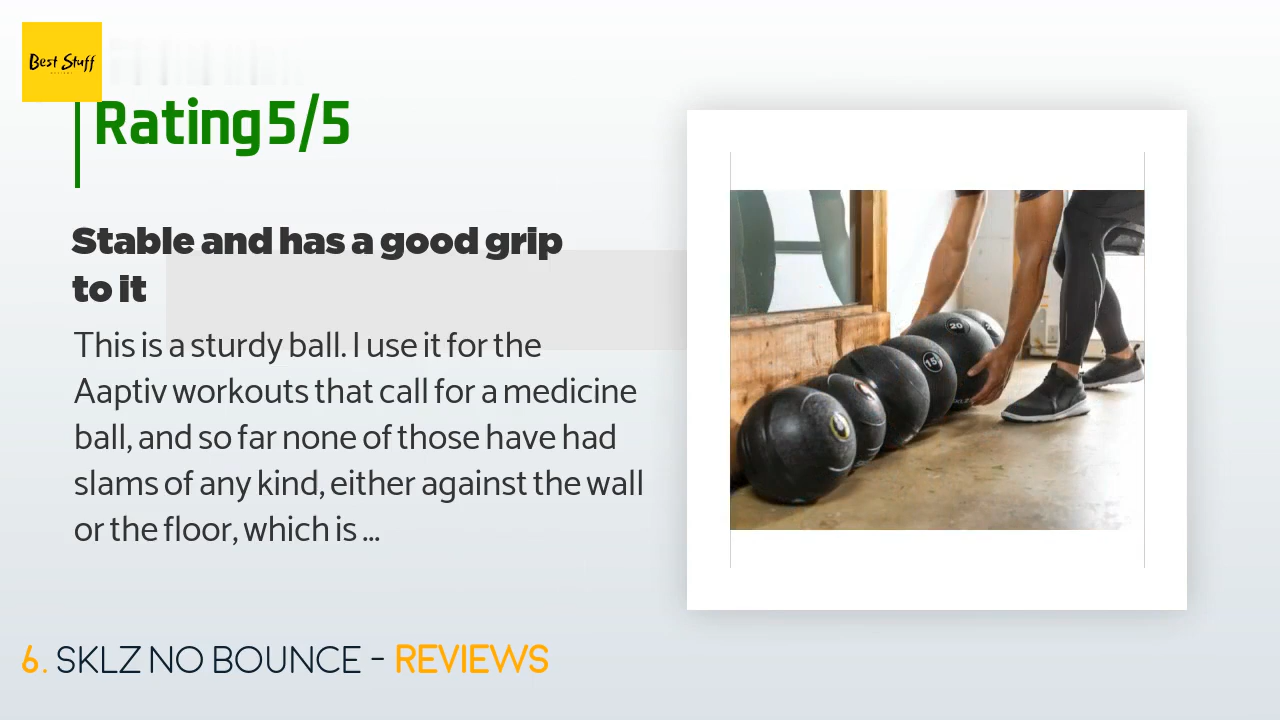 Best Stuff
Rating 5/5
Stable and has a good grip
to it
This is a sturdy ball. I use it for the
Aaptiv workouts that call for a medicine
ball, and so far none of those have had
slams of any kind, either against the wall
or the floor, which is ...
20
15
6. SKLZ NO BOUNCE - REVIEWS